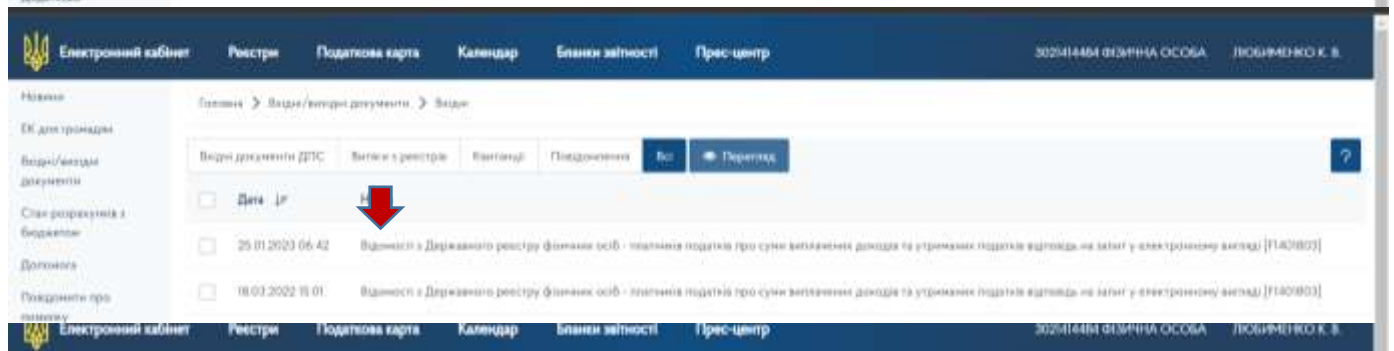 Електронний кабінет Реєстри Податкова карта Календар Бланки звітності Прес-центр ФІЗИЧНА ОСОБА ЛЮБИМЕНКО К. В.
Новини
Головна > Вхідні/вихідні документи > Вхідні
ЕК для громадян
Вхідні/вихідні
документи
Вхідні документи ДПС Витяги з реєстрів Квитанції Повідомлення Всі Перегляд ?
Стан розрахунків з
бюджетом
Дата
25.01.2023 06:42 Відомості з Державного реєстру фізичних осіб - платників податків про суми виплачених доходів та утриманих податків відповідь на запит у електронному вигляді [F1401803]
Допомога
Повідомити про
помилку
18.03.2022 15:01 Відомості з Державного реєстру фізичних осіб - платників податків про суми виплачених доходів та утриманих податків відповідь на запит у електронному вигляді [F1401803]
Електронний кабінет Реєстри Податкова карта Календар Бланки звітності Прес-центр ФІЗИЧНА ОСОБА ЛЮБИМЕНКО К. В.